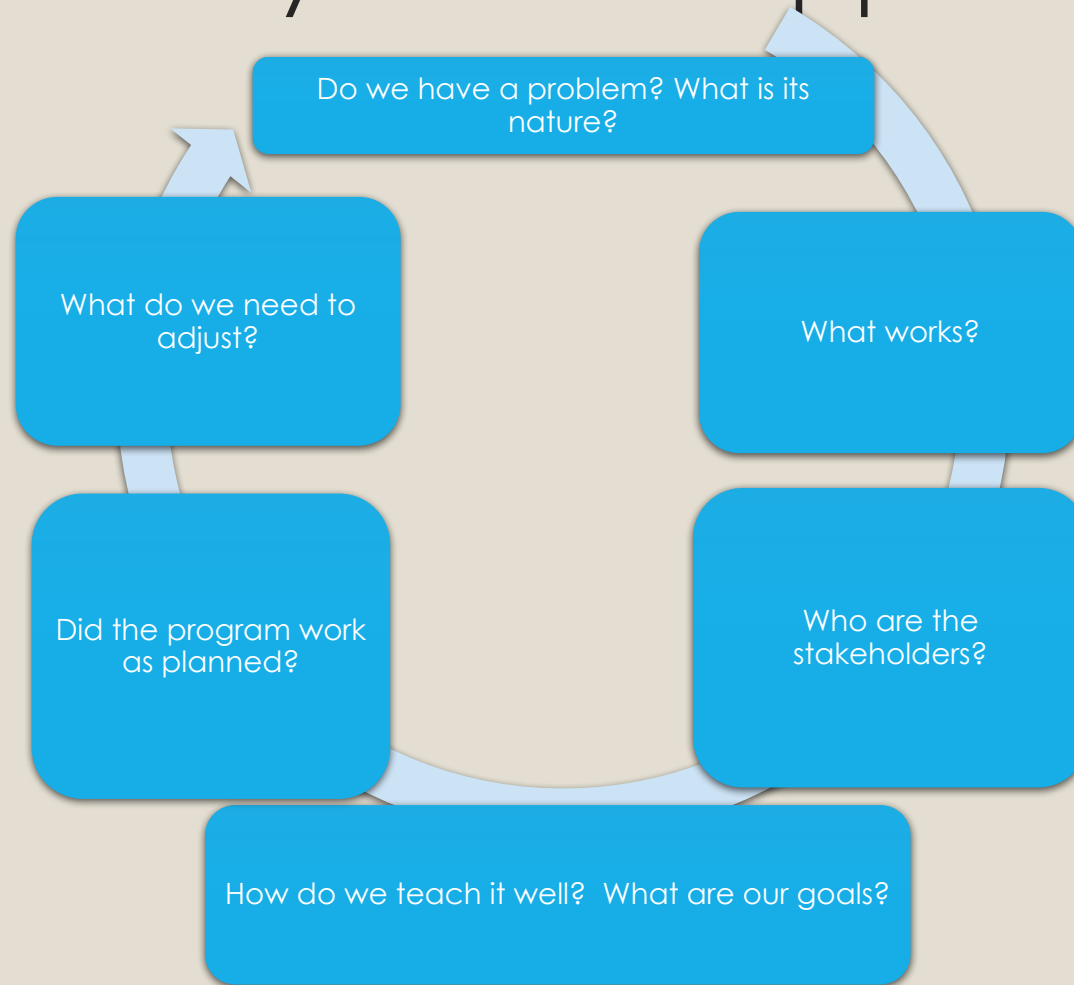 Do we have a problem? What is its
nature?
What works?
Who are the
stakeholders?
How do we teach it well?  What are our goals?
Did the program work
as planned?
What do we need to
adjust?